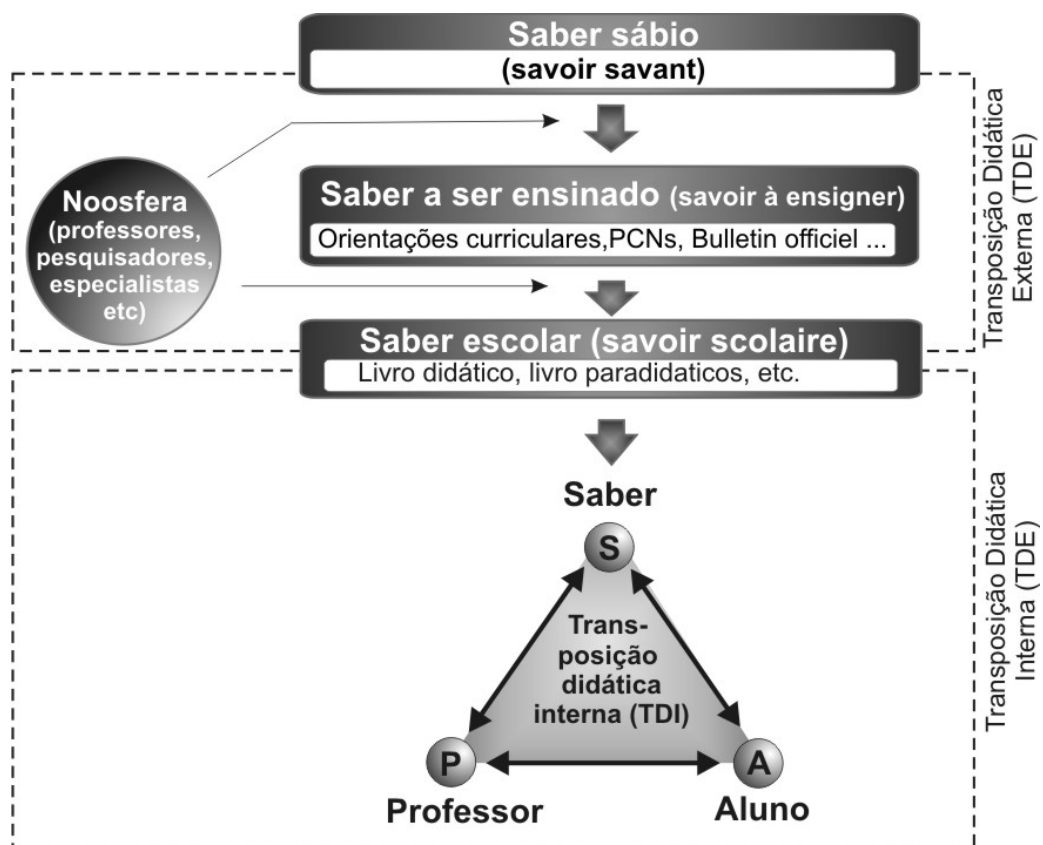 Saber sábio
(savoir savant)
Noosfera
(professores,
pesquisadores,
especialistas
etc)
Saber a ser ensinado (savoir à ensigner)
Orientações curriculares,PCNs, Bulletin officiel ...
Saber escolar (savoir scolaire)
Livro didático, livro paradidaticos, etc.
Transposição Didática
Externa (TDE)
Saber
S
Trans-
posição
didática
interna (TDI)
P
A
Professor
Aluno
Transposição Didática
Interna (TDE)